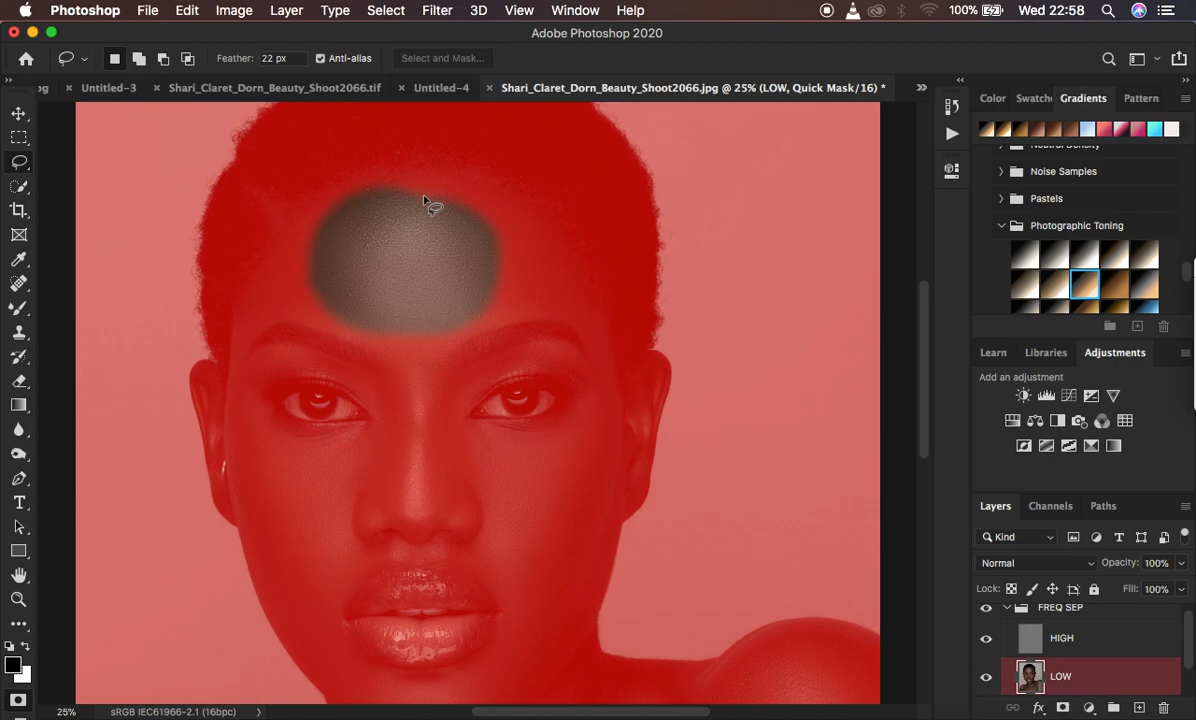 Photoshop File Edit Image Layer Type Select Filter 3D View Window Help 100% Wed 22:58
Adobe Photoshop 2020
Feather: 22 px Anti-alias Select and Mask...
pg Untitled-3 Shari_Claret_Dorn_Beauty_Shoot2066.tif Untitled-4 Shari_Claret_Dorn_Beauty_Shoot2066.jpg @ 25% (LOW, Quick Mask/16) *
Color Swatche Gradients Pattern
Neutral Density
Noise Samples
Pastels
Photographic Toning
Learn Libraries Adjustments
Add an adjustment
Layers Channels Paths
Kind
Normal Opacity: 100%
Lock: Fill: 100%
FREQ SEP
HIGH
LOW
25% sRGB IEC61966-2.1 (16bpc)